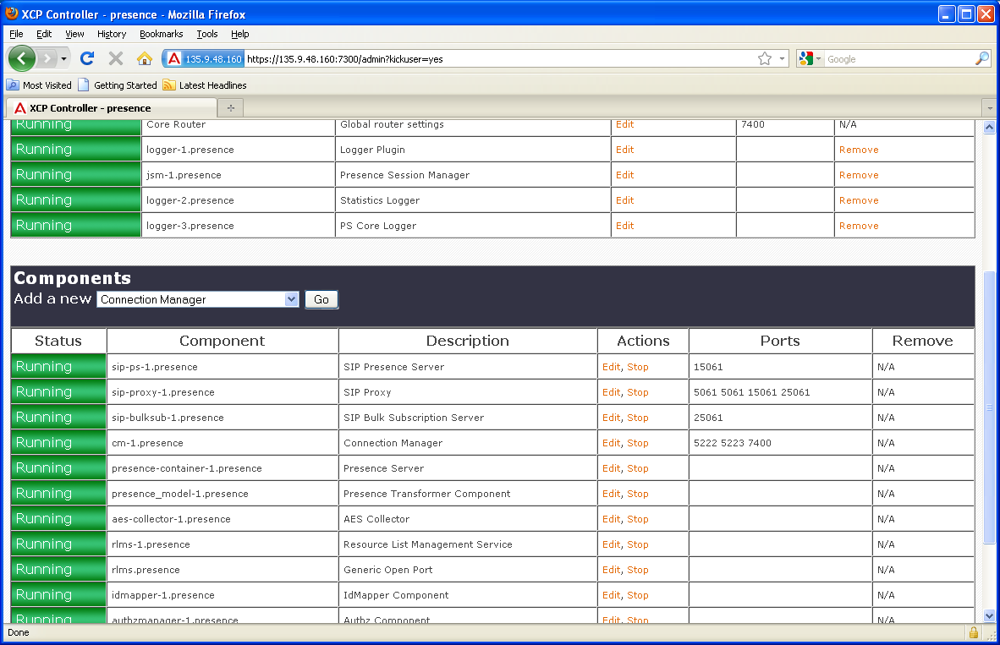 XCP Controller - presence - Mozilla Firefox
File Edit View History Bookmarks Tools Help
135.9.48.160 https://135.9.48.160:7300/admin?kickuser=yes Google
Most Visited Getting Started Latest Headlines
XCP Controller - presence
Running Core Router Global router settings Edit 7400 N/A
Running logger-1.presence Logger Plugin Edit Remove
Running jsm-1.presence Presence Session Manager Edit Remove
Running logger-2.presence Statistics Logger Edit Remove
Running logger-3.presence PS Core Logger Edit Remove
Components
Add a new Connection Manager Go
Status Component Description Actions Ports Remove
Running sip-ps-1.presence SIP Presence Server Edit, Stop 15061 N/A
Running sip-proxy-1.presence SIP Proxy Edit, Stop 5061 5061 15061 25061 N/A
Running sip-bulksub-1.presence SIP Bulk Subscription Server Edit, Stop 25061 N/A
Running cm-1.presence Connection Manager Edit, Stop 5222 5223 7400 N/A
Running presence-container-1.presence Presence Server Edit, Stop N/A
Running presence_model-1.presence Presence Transformer Component Edit, Stop N/A
Running aes-collector-1.presence AES Collector Edit, Stop N/A
Running rlms-1.presence Resource List Management Service Edit, Stop N/A
Running rlms.presence Generic Open Port Edit, Stop N/A
Running idmapper-1.presence IdMapper Component Edit, Stop N/A
Running authzmanager-1.presence Authz Component Edit, Stop N/A
Done